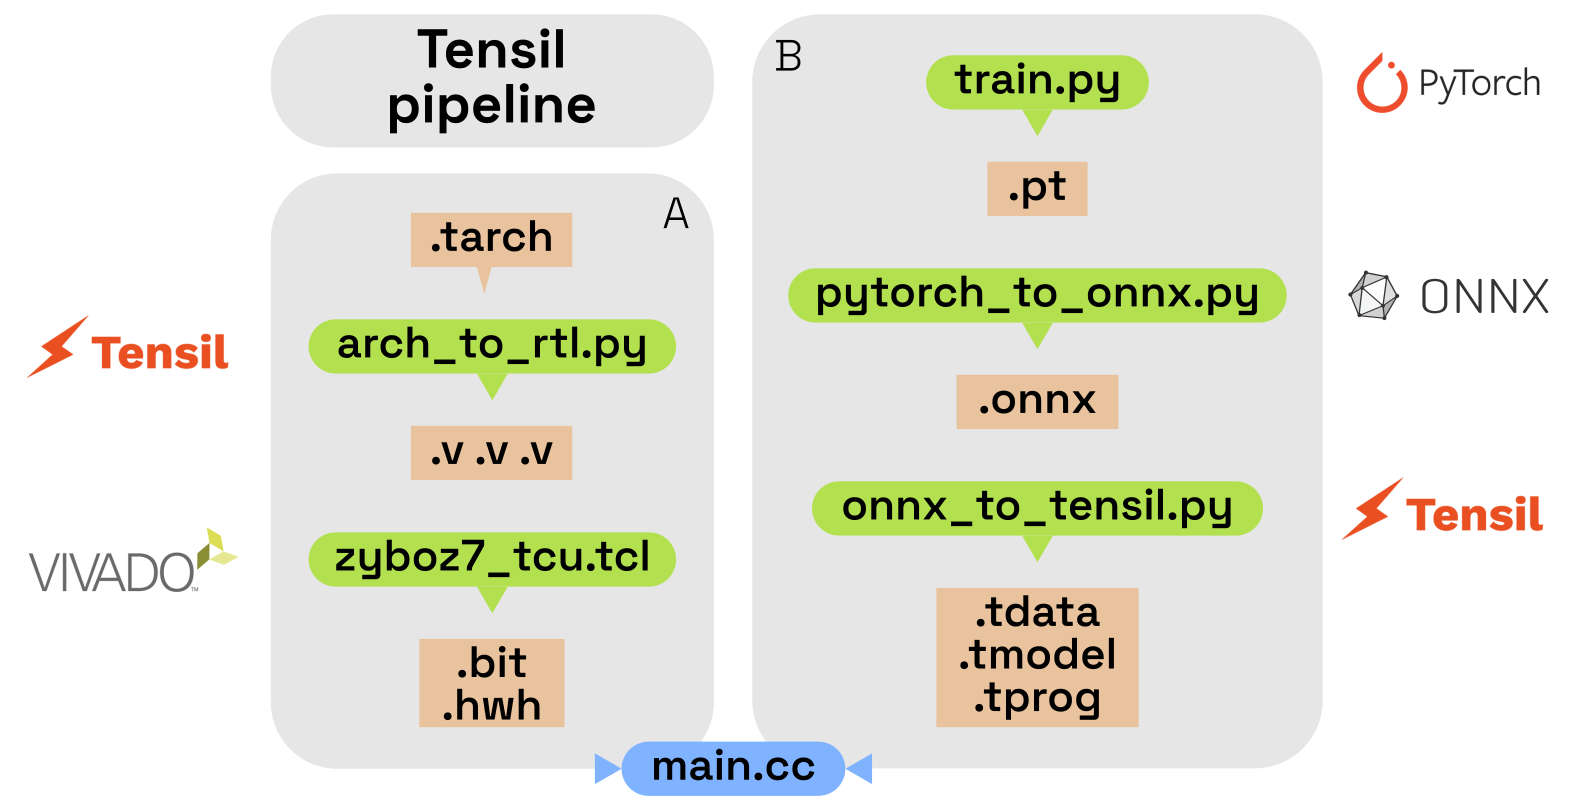 Tensil
pipeline
A
.tarch
arch_to_rtl.py
Tensil
.v .v .v
zyboz7_tcu.tcl
VIVADO™
.bit
.hwh
B
train.py
PyTorch
.pt
pytorch_to_onnx.py
ONNX
.onnx
onnx_to_tensil.py
Tensil
.tdata
.tmodel
.tprog
main.cc